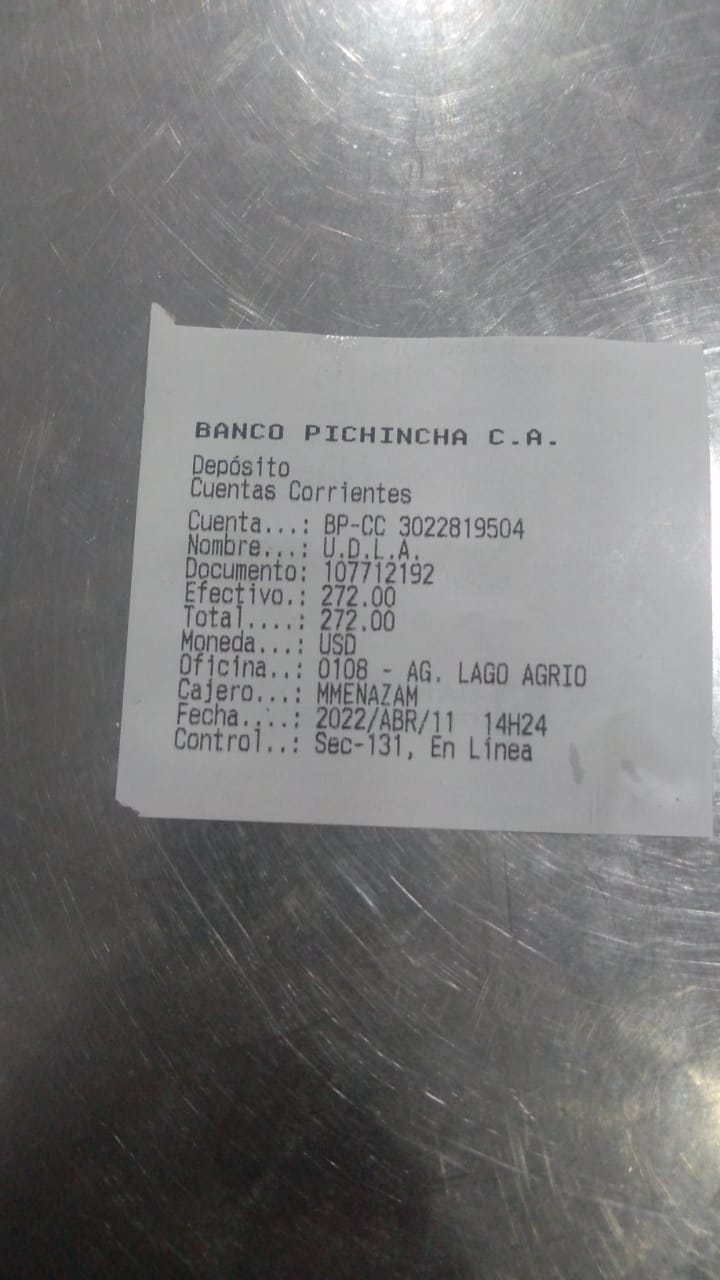 BANCO PICHINCHA C.A.
Depósito
Cuentas Corrientes
Cuenta...: BP-CC 3022819504
Nombre...: U.D.L.A.
Documento: 107712192
Efectivo.: 272.00
Total....: 272.00
Moneda...: USD
Oficina..: 0108 - AG. LAGO AGRIO
Cajero...: MMENAZAM
Fecha....: 2022/ABR/11  14H24
Control..: Sec-131, En Línea